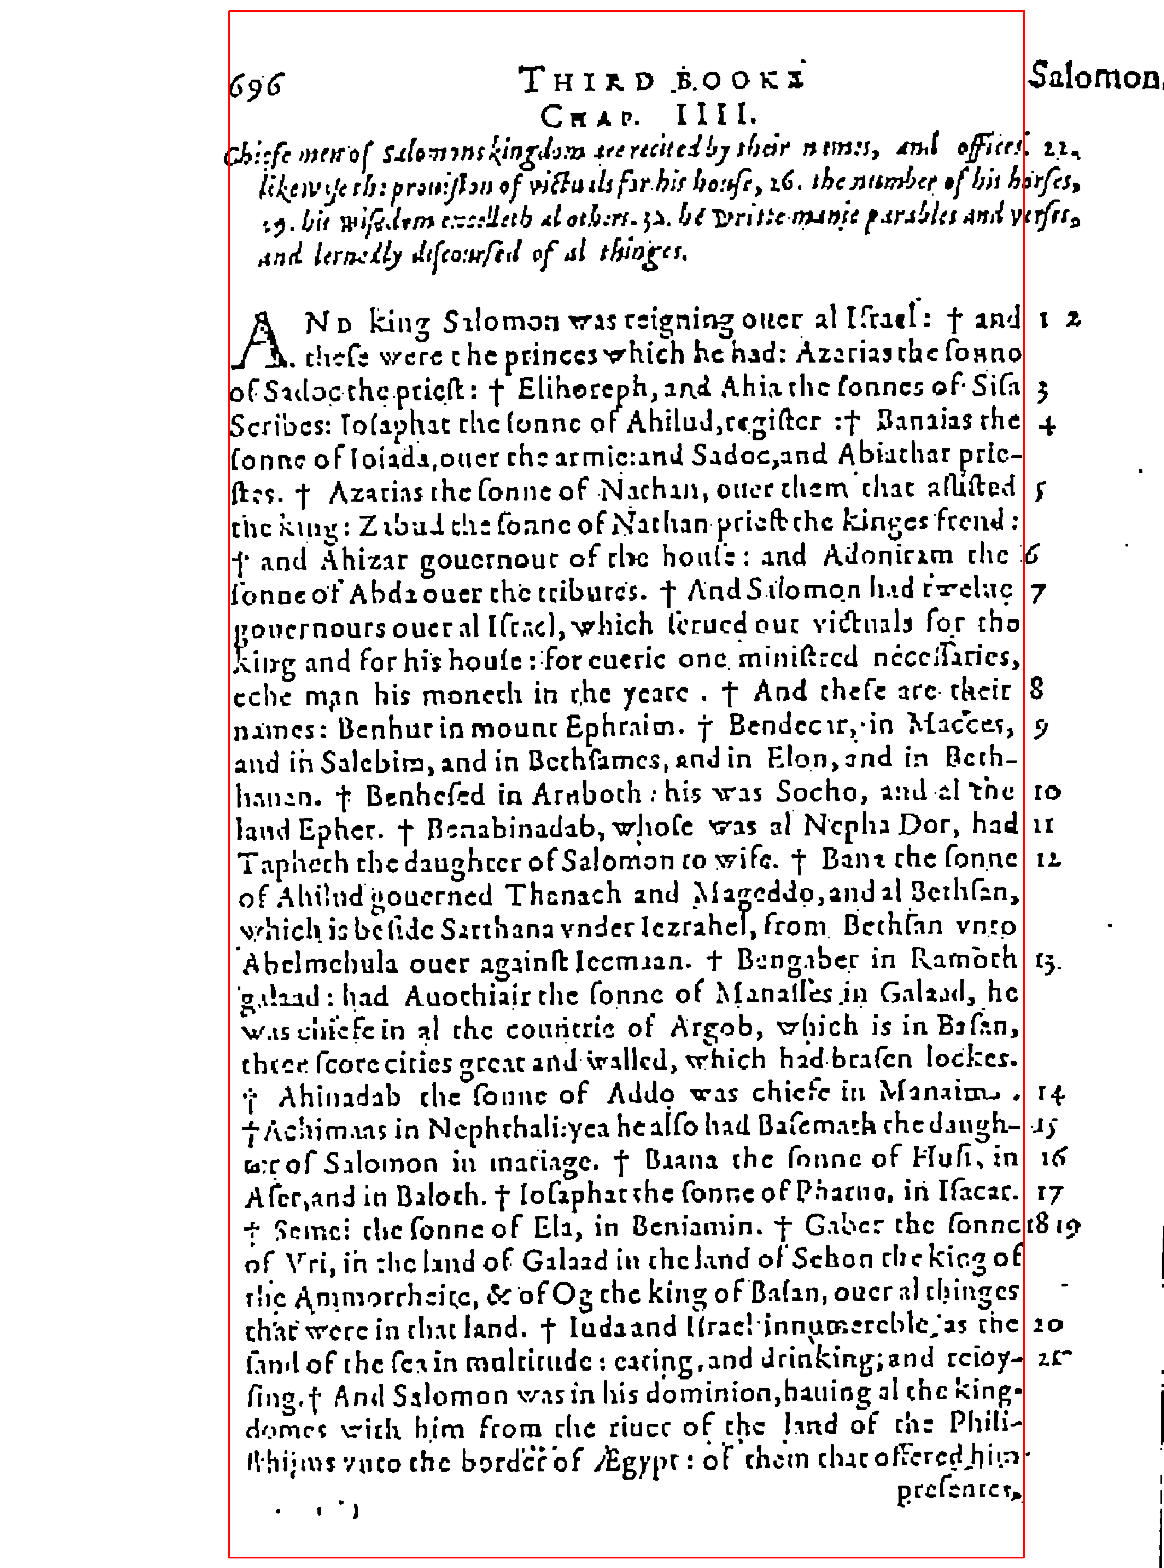 696 THIRD BOOKE Salomon.
CHAP. IIII.
Chiefe men of Salomons kingdom are recited by their names, and offices. 22.
likewise the prouision of victuals for his house, 26. the number of his horses,
29. his wisedom excelleth al others. 32. he writte manie parables and verses,
and lernedly discoursed of al thinges.
AND king Salomon was reigning ouer al Iſrael: † and 1 2
theſe were the princes which he had: Azarias the ſonne
of Sadoc the prieſt: † Elihoreph, and Ahia the ſonnes of Siſa 3
Scribes: Ioſaphat the ſonne of Ahilud, regiſter: † Banaias the 4
ſonne of Ioiada, ouer the armie: and Sadoc, and Abiathar prie-
ſtes. † Azarias the ſonne of Nathan, ouer them that aſſiſted 5
the king: Zabud the ſonne of Nathan prieſt the kinges frend:
† and Ahizar gouernour of the houſe: and Adoniram the 6
ſonne of Abda ouer the tributes. † And Salomon had twelue 7
gouernours ouer al Iſrael, which ſerued out victuals for the
king and for his houſe: for euerie one miniſtred neceſſaries,
eche man his moneth in the yeare. † And theſe are their 8
names: Benhur in mount Ephraim. † Bendecar, in Macces, 9
and in Salebim, and in Bethſames, and in Elon, and in Beth-
hanan. † Benheſed in Arnboth: his was Socho, and al the 10
land Epher. † Benabinadab, whoſe was al Nepha Dor, had 11
Tapheth the daughter of Salomon to wife. † Bana the ſonne 12
of Ahilud gouerned Thenach and Mageddo, and al Bethſan,
which is beſide Sarthana vnder Iezrahel, from Bethſan vnto
Abelmehula ouer againſt Iecmaan. † Bengaber in Ramoth 13.
galaad: had Auothiair the ſonne of Manaſſes in Galaad, he
was chiefe in al the countrie of Argob, which is in Baſan,
three ſcore cities great and walled, which had braſen lockes.
† Ahinadab the ſonne of Addo was chiefe in Manaim. 14
† Achimaas in Nephthali: yea he alſo had Baſemath the daugh- 15
ter of Salomon in mariage. † Baana the ſonne of Huſi, in 16
Aſer, and in Baloth. † Ioſaphat the ſonne of Pharue, in Iſacar. 17
† Semei the ſonne of Ela, in Beniamin. † Gaber the ſonne 18 19
of Vri, in the land of Galaad in the land of Sehon the king of
the Ammorrheite, & of Og the king of Baſan, ouer al thinges
that were in that land. † Iuda and Iſrael innumerable, as the 20
ſand of the ſea in multitude: eating, and drinking, and reioy- 21
ſing. † And Salomon was in his dominion, hauing al the king-
domes with him from the riuer of the land of the Phili-
ſthijms vnto the border of Ægypt: of them that offered him
preſentes,